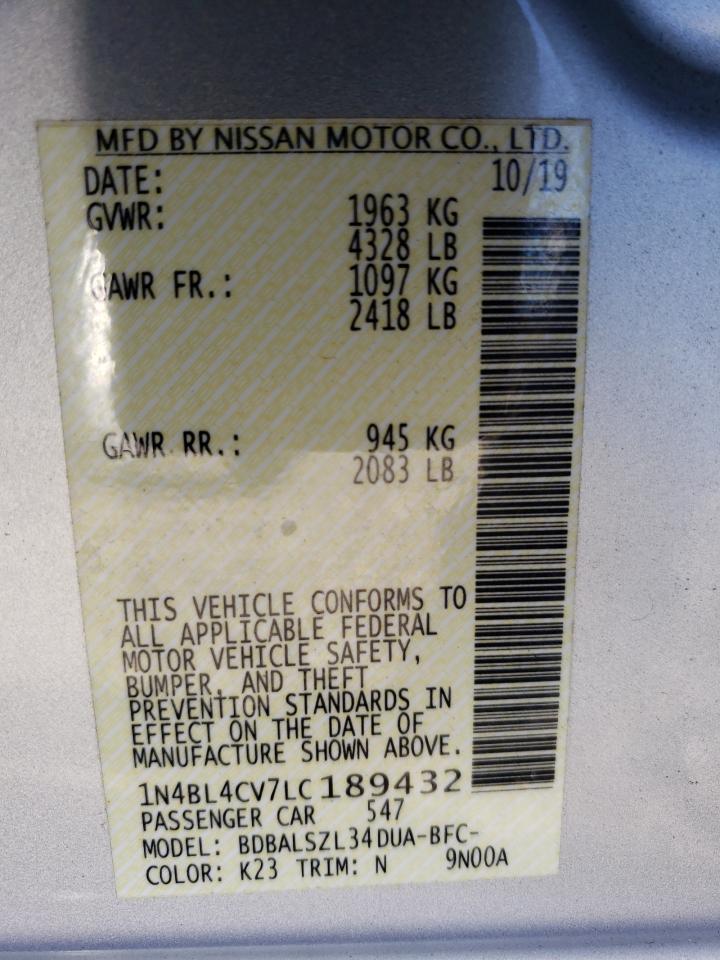 MFD BY NISSAN MOTOR CO., LTD.
DATE: 10/19
GVWR: 1963 KG
4328 LB
GAWR FR.: 1097 KG
2418 LB
GAWR RR.: 945 KG
2083 LB
THIS VEHICLE CONFORMS TO
ALL APPLICABLE FEDERAL
MOTOR VEHICLE SAFETY,
BUMPER, AND THEFT
PREVENTION STANDARDS IN
EFFECT ON THE DATE OF
MANUFACTURE SHOWN ABOVE.
1N4BL4CV7LC189432
PASSENGER CAR 547
MODEL: BDBALSZL34DUA-BFC-
COLOR: K23 TRIM: N 9N00A